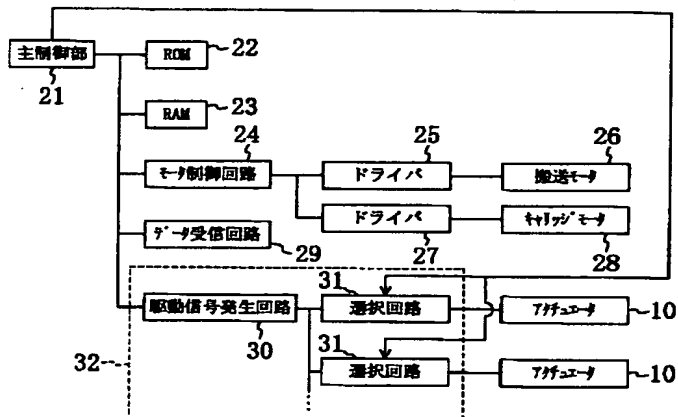 主制御部
21
ROM
22
RAM
23
24
モータ制御回路
25
ドライバ
26
搬送モータ
ドライバ
27
キャリッジモータ
28
データ受信回路
29
駆動信号発生回路
30
31
選択回路
アクチュエータ
10
31
選択回路
アクチュエータ
10
32